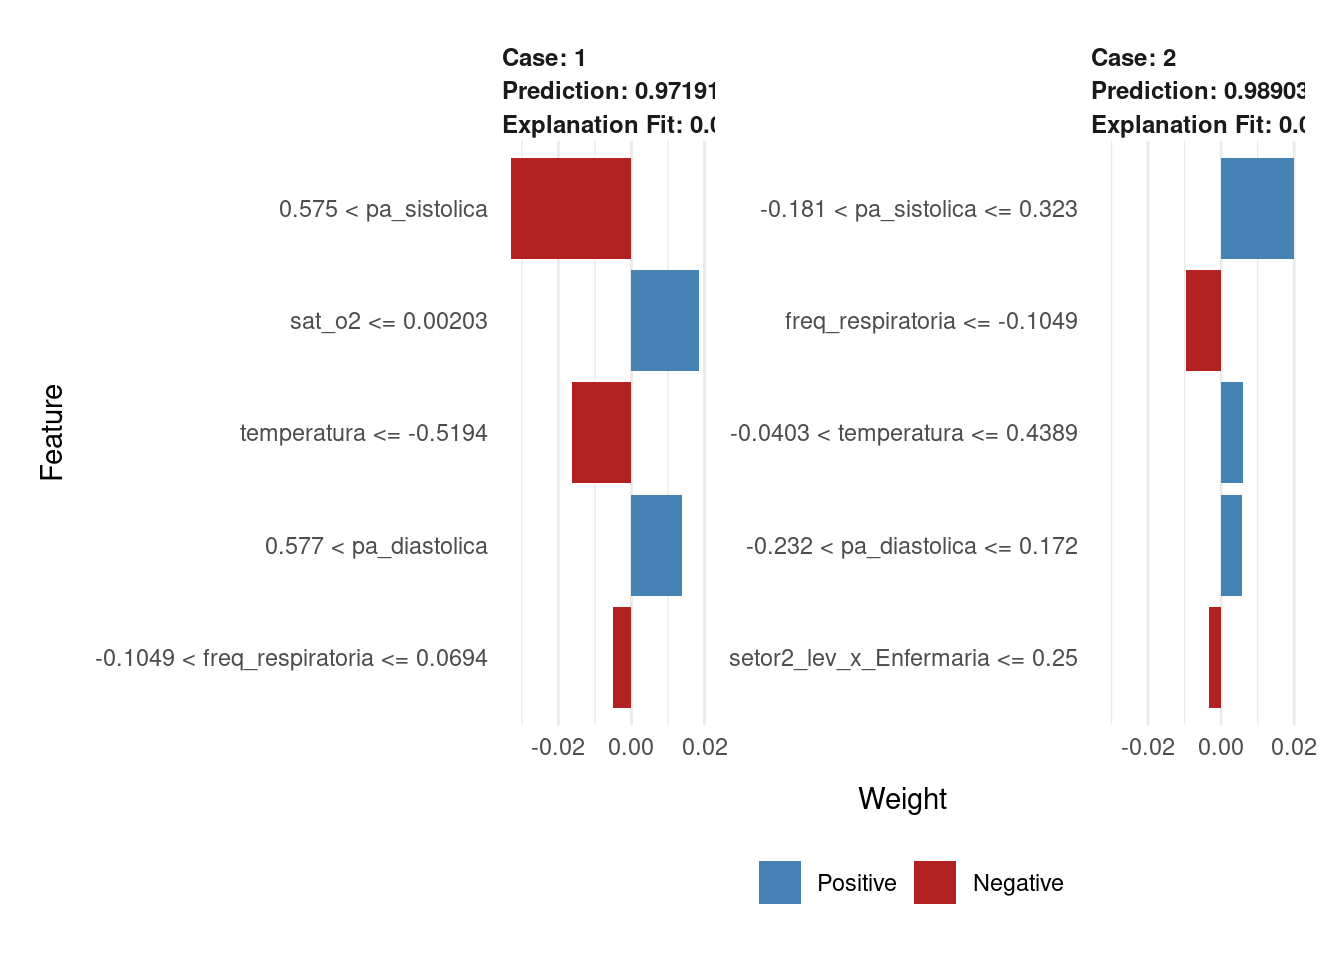 Case: 1
Prediction: 0.97191
Explanation Fit: 0.0
Case: 2
Prediction: 0.98903
Explanation Fit: 0.0
Feature
0.575 < pa_sistolica
sat_o2 <= 0.00203
temperatura <= -0.5194
0.577 < pa_diastolica
-0.1049 < freq_respiratoria <= 0.0694
-0.02 0.00 0.02
-0.181 < pa_sistolica <= 0.323
freq_respiratoria <= -0.1049
-0.0403 < temperatura <= 0.4389
-0.232 < pa_diastolica <= 0.172
setor2_lev_x_Enfermaria <= 0.25
-0.02 0.00 0.02
Weight
Positive Negative